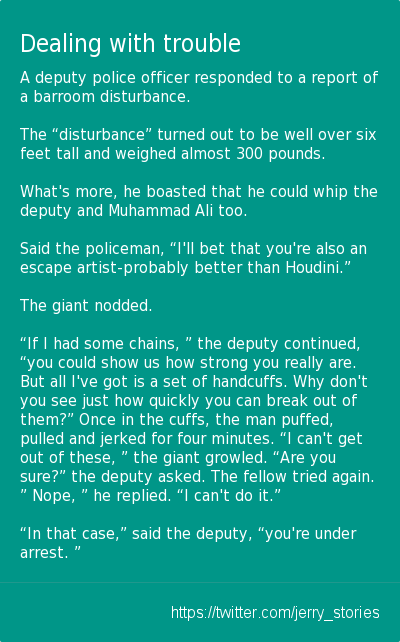 Dealing with trouble
A deputy police officer responded to a report of
a barroom disturbance.
The “disturbance” turned out to be well over six
feet tall and weighed almost 300 pounds.
What's more, he boasted that he could whip the
deputy and Muhammad Ali too.
Said the policeman, “I'll bet that you're also an
escape artist-probably better than Houdini.”
The giant nodded.
“If I had some chains, ” the deputy continued,
“you could show us how strong you really are.
But all I've got is a set of handcuffs. Why don't
you see just how quickly you can break out of
them?” Once in the cuffs, the man puffed,
pulled and jerked for four minutes. “I can't get
out of these, ” the giant growled. “Are you
sure?” the deputy asked. The fellow tried again.
” Nope, ” he replied. “I can't do it.”
“In that case,” said the deputy, “you're under
arrest. ”
https://twitter.com/jerry_stories